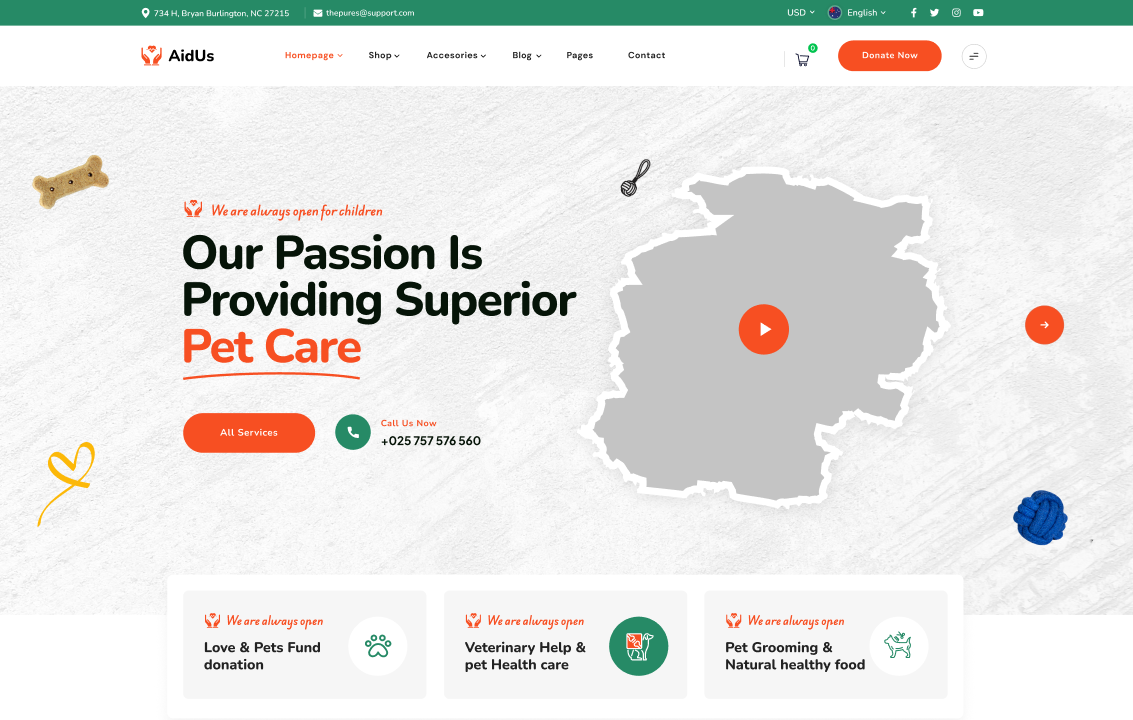 734 H, Bryan Burlington, NC 27215
thepures@support.com
USD
English
AidUs
Homepage
Shop
Accesories
Blog
Pages
Contact
0
Donate Now
We are always open for children
Our Passion Is
Providing Superior
Pet Care
All Services
Call Us Now
+025 757 576 560
We are always open
Love & Pets Fund
donation
We are always open
Veterinary Help &
pet Health care
We are always open
Pet Grooming &
Natural healthy food